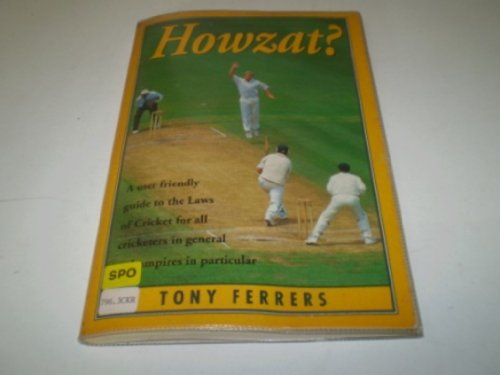 Howzat?
A user friendly
guide to the Laws
of Cricket for all
cricketers in general
umpires in particular
SPO
TONY FERRERS